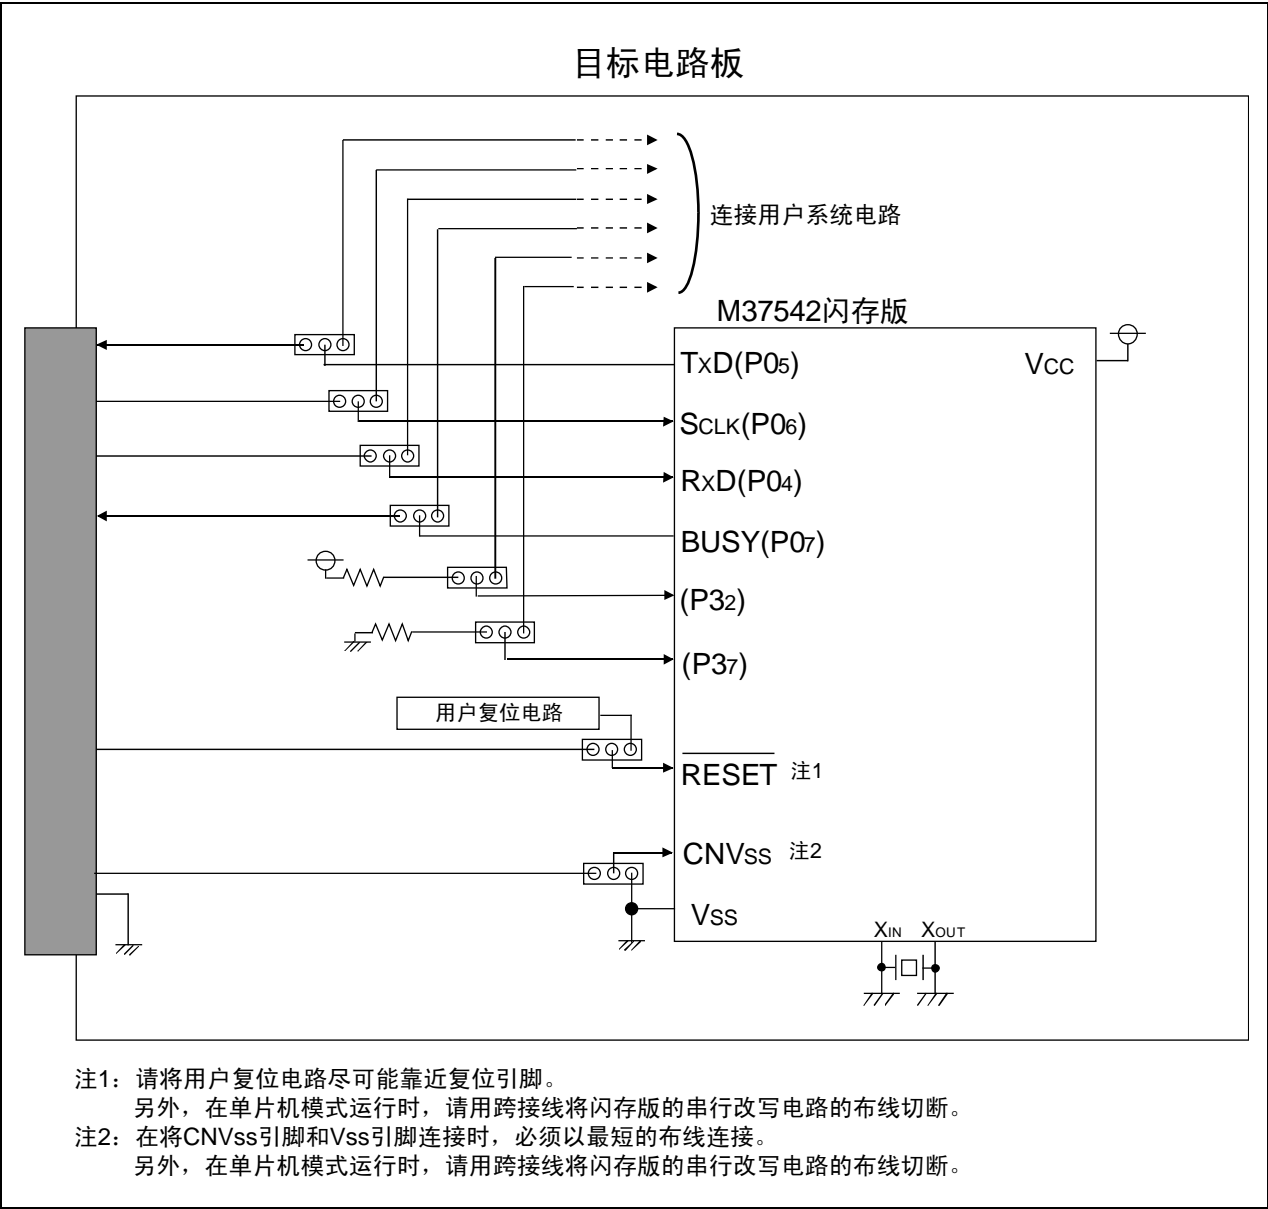 目标电路板
连接用户系统电路
M37542闪存版
TxD(P05)
VCC
SCLK(P06)
RxD(P04)
BUSY(P07)
(P32)
(P37)
用户复位电路
RESET 注1
CNVss 注2
Vss
XIN XOUT
注1：请将用户复位电路尽可能靠近复位引脚。
另外，在单片机模式运行时，请用跨接线将闪存版的串行改写电路的布线切断。
注2：在将CNVss引脚和Vss引脚连接时，必须以最短的布线连接。
另外，在单片机模式运行时，请用跨接线将闪存版的串行改写电路的布线切断。